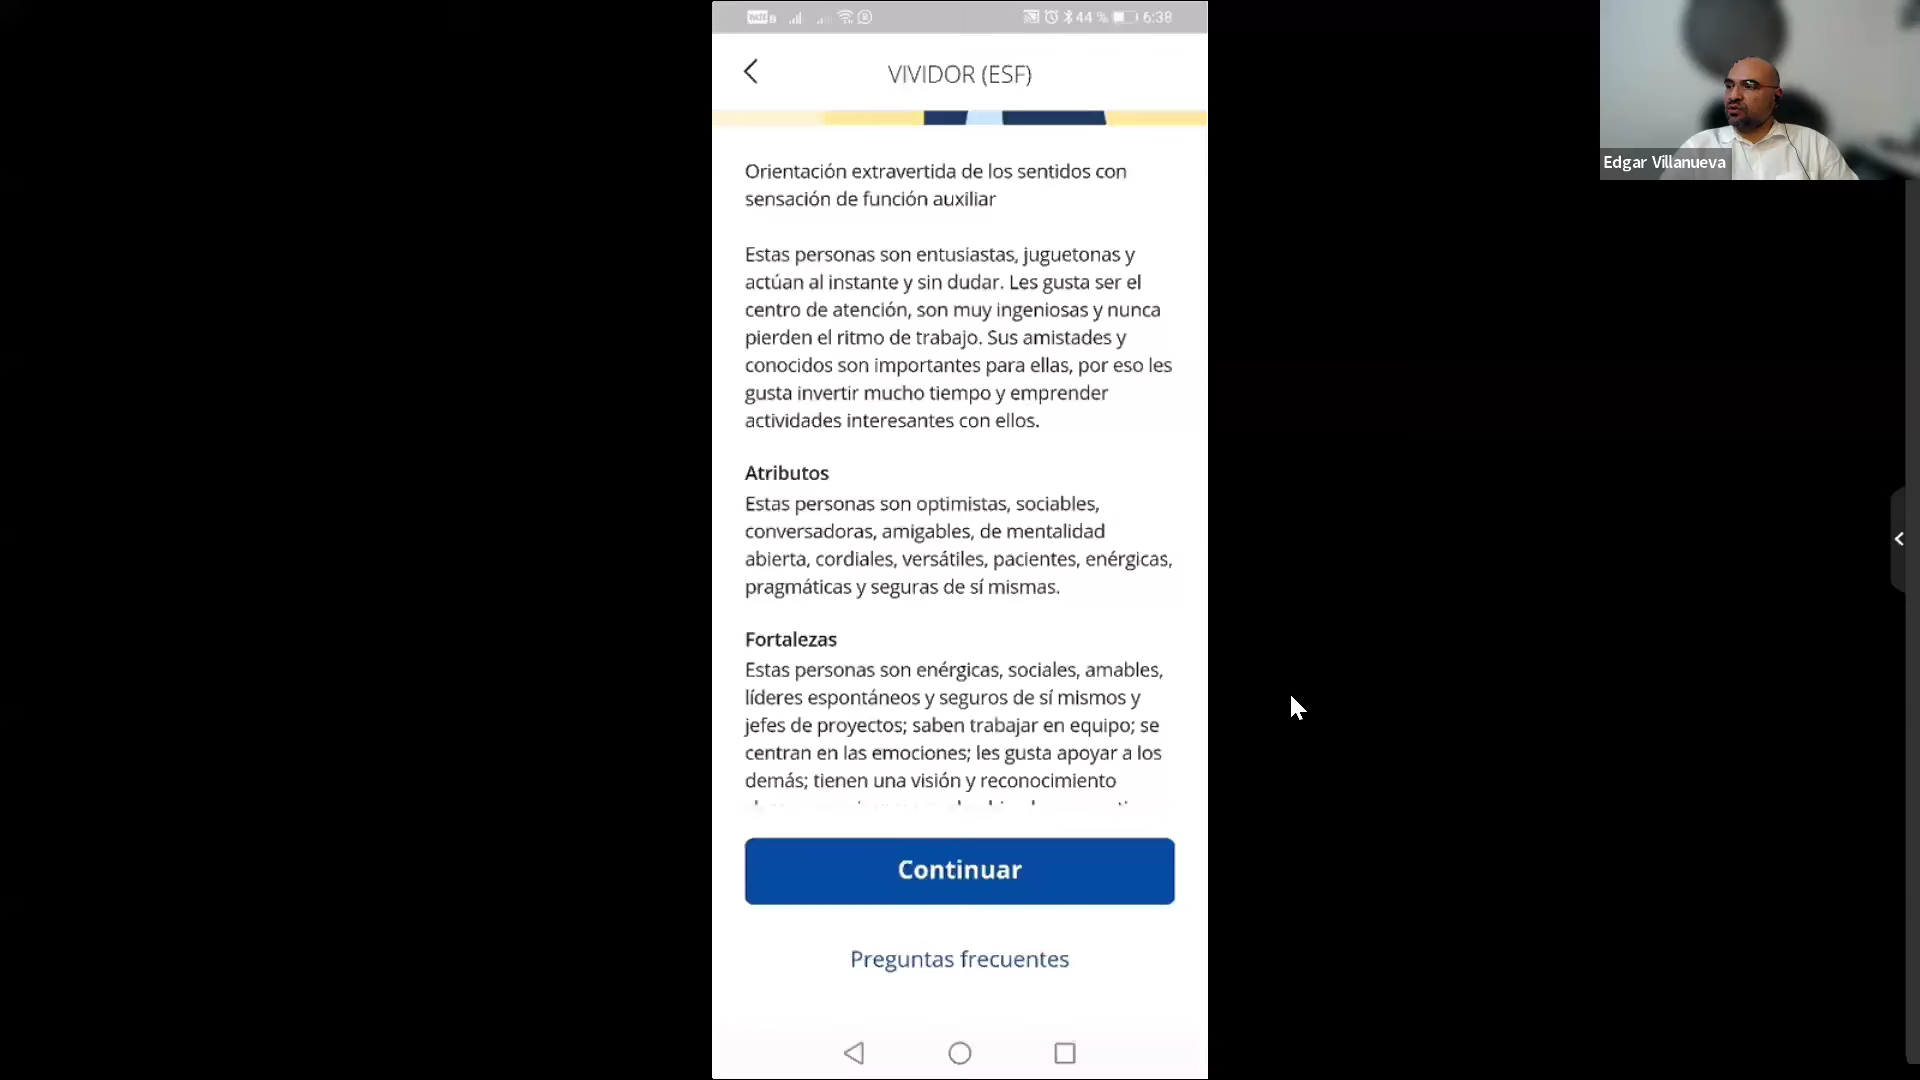 44 % 6:38
VIVIDOR (ESF)
Edgar Villanueva
Orientación extravertida de los sentidos con
sensación de función auxiliar
Estas personas son entusiastas, juguetonas y
actúan al instante y sin dudar. Les gusta ser el
centro de atención, son muy ingeniosas y nunca
pierden el ritmo de trabajo. Sus amistades y
conocidos son importantes para ellas, por eso les
gusta invertir mucho tiempo y emprender
actividades interesantes con ellos.
Atributos
Estas personas son optimistas, sociables,
conversadoras, amigables, de mentalidad
abierta, cordiales, versátiles, pacientes, enérgicas,
pragmáticas y seguras de sí mismas.
Fortalezas
Estas personas son enérgicas, sociales, amables,
líderes espontáneos y seguros de sí mismos y
jefes de proyectos; saben trabajar en equipo; se
centran en las emociones; les gusta apoyar a los
demás; tienen una visión y reconocimiento
Continuar
Preguntas frecuentes